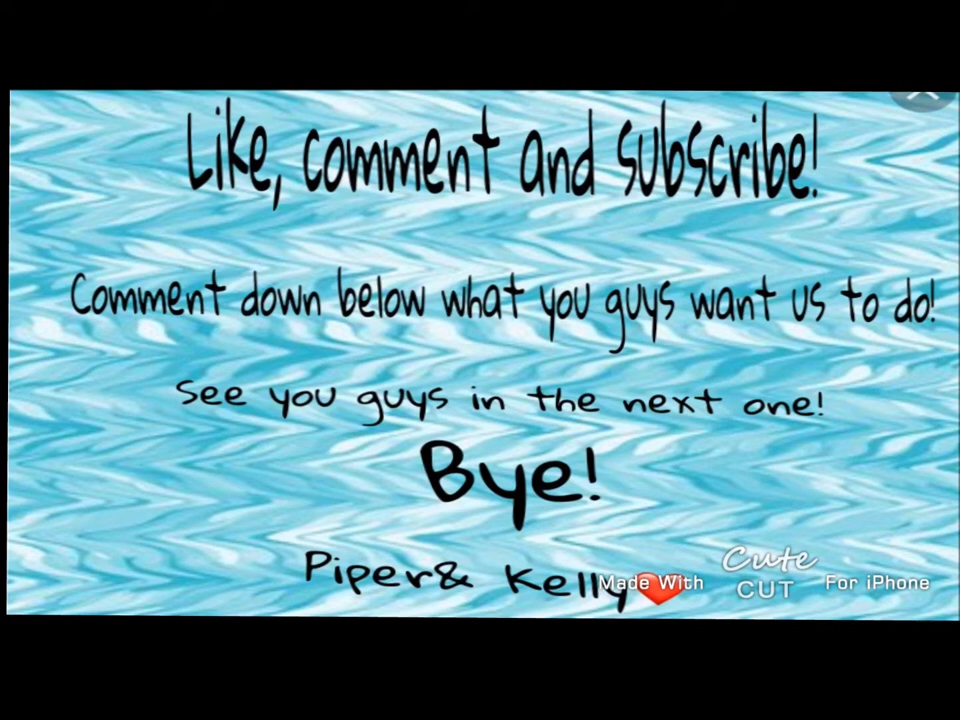 Like, comment and subscribe!
Comment down below what you guys want us to do!
See you guys in the next one!
Bye!
Piper& Kelly
Made With Cute CUT For iPhone